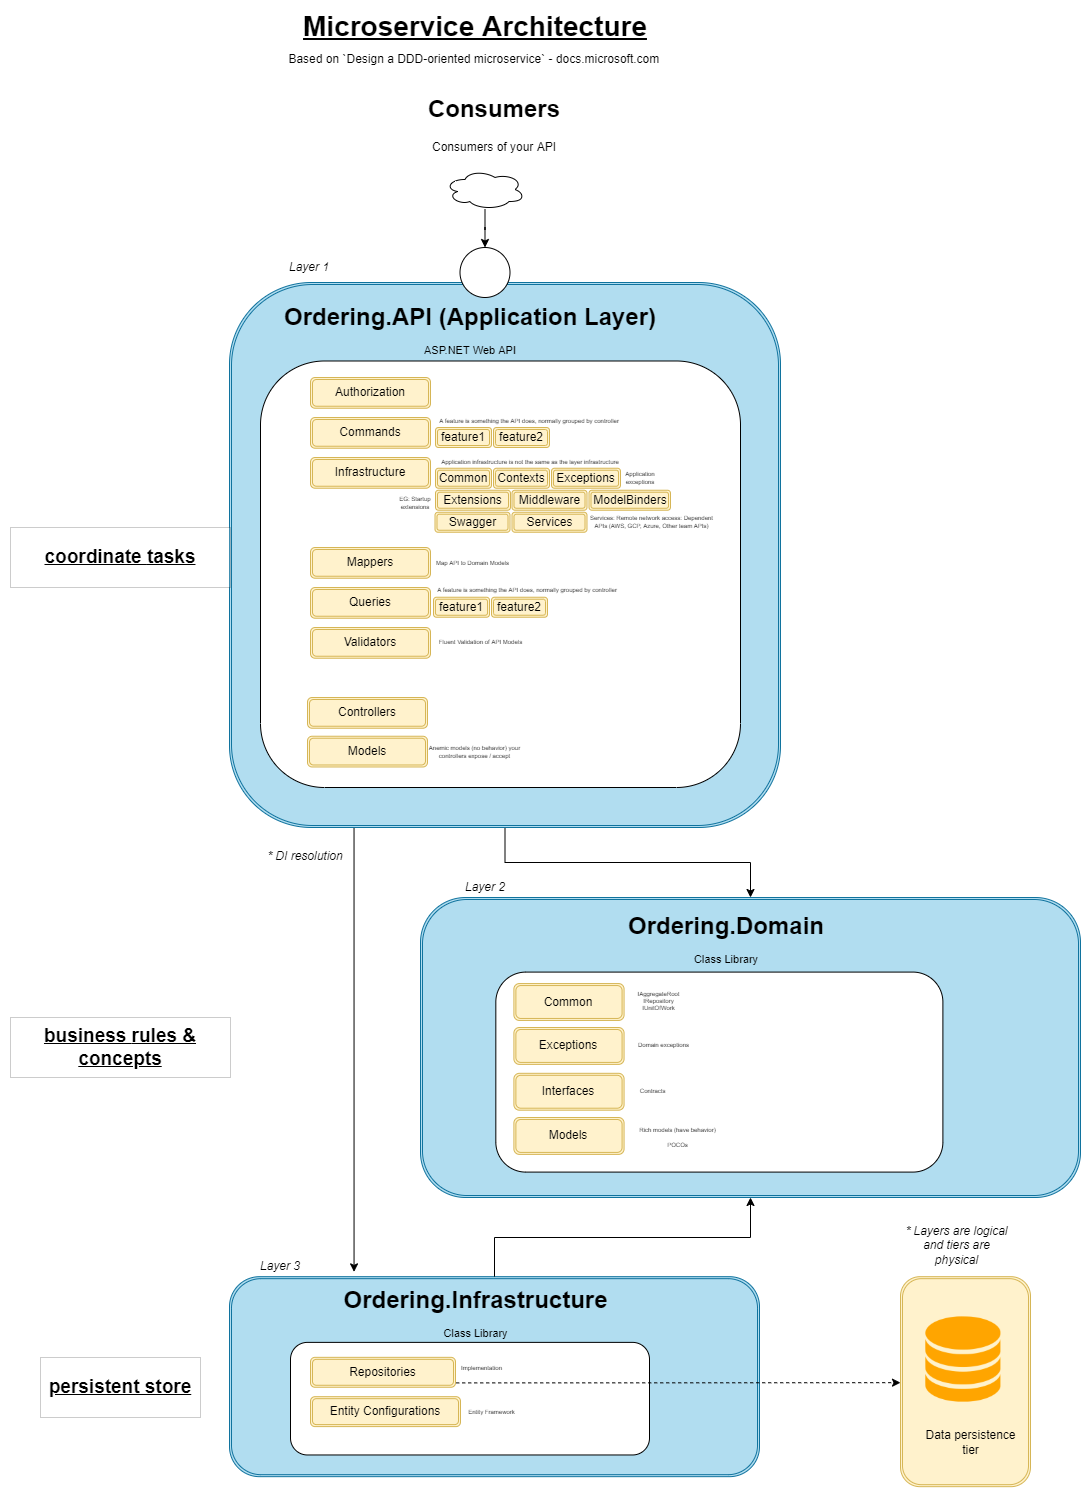 Microservice Architecture
Based on `Design a DDD-oriented microservice` - docs.microsoft.com
Consumers
Consumers of your API
Layer 1
Ordering.API (Application Layer)
ASP.NET Web API
Authorization
A feature is something the API does, normally grouped by controller
Commands
feature1
feature2
Application infrastructure is not the same as the layer infrastructure
Infrastructure
Common
Contexts
Exceptions
Application
exceptions
EG: Startup
extensions
Extensions
Middleware
ModelBinders
Swagger
Services
Services: Remote network access: Dependent
APIs (AWS, GCP, Azure, Other team APIs)
coordinate tasks
Mappers
Map API to Domain Models
A feature is something the API does, normally grouped by controller
Queries
feature1
feature2
Validators
Fluent Validation of API Models
Controllers
Models
Anemic models (no behavior) your
controllers expose / accept
* DI resolution
Layer 2
Ordering.Domain
Class Library
Common
IAggregateRoot
IRepository
IUnitOfWork
Exceptions
Domain exceptions
business rules &
concepts
Interfaces
Contracts
Models
Rich models (have behavior)
POCOs
* Layers are logical
and tiers are
physical
Layer 3
Ordering.Infrastructure
Class Library
Repositories
Implementation
persistent store
Entity Configurations
Entity Framework
Data persistence
tier